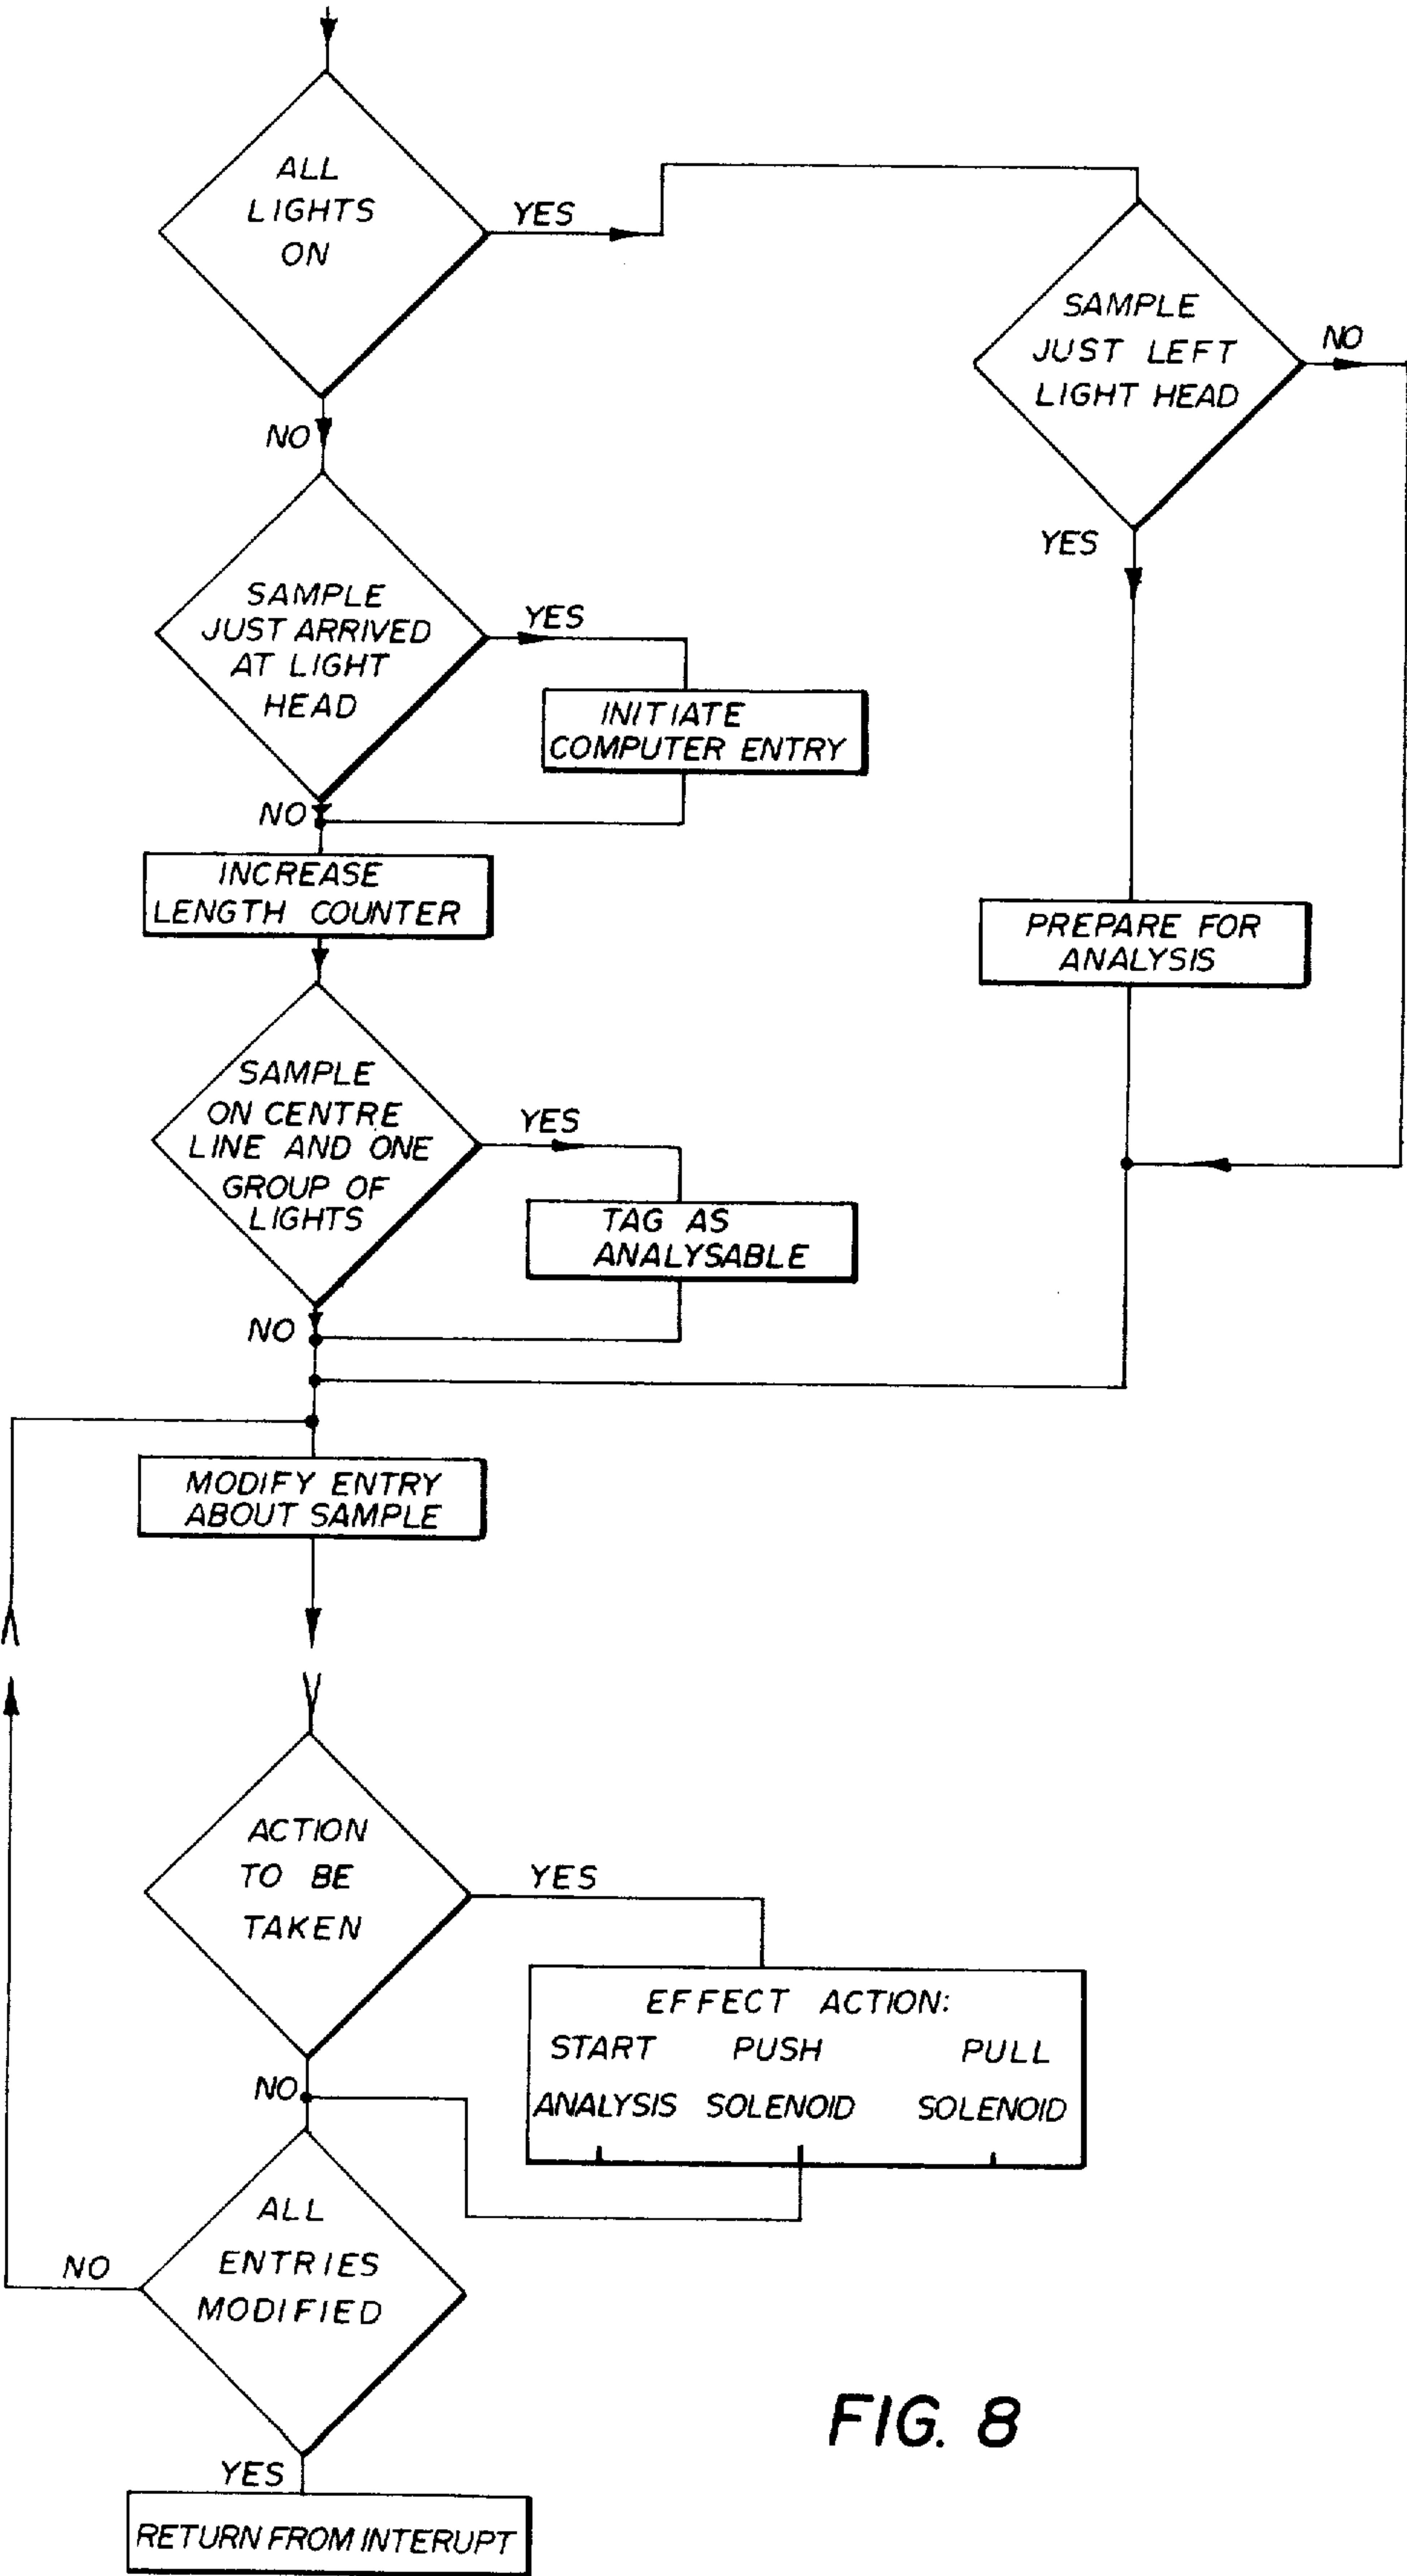 ALL
LIGHTS
ON
YES
NO
SAMPLE
JUST LEFT
LIGHT HEAD
NO
YES
SAMPLE
JUST ARRIVED
AT LIGHT
HEAD
YES
NO
INITIATE
COMPUTER ENTRY
INCREASE
LENGTH COUNTER
PREPARE FOR
ANALYSIS
SAMPLE
ON CENTRE
LINE AND ONE
GROUP OF
LIGHTS
YES
NO
TAG AS
ANALYSABLE
MODIFY ENTRY
ABOUT SAMPLE
ACTION
TO BE
TAKEN
YES
NO
EFFECT ACTION:
START PUSH PULL
ANALYSIS SOLENOID SOLENOID
ALL
ENTRIES
MODIFIED
NO
YES
RETURN FROM INTERUPT
FIG. 8